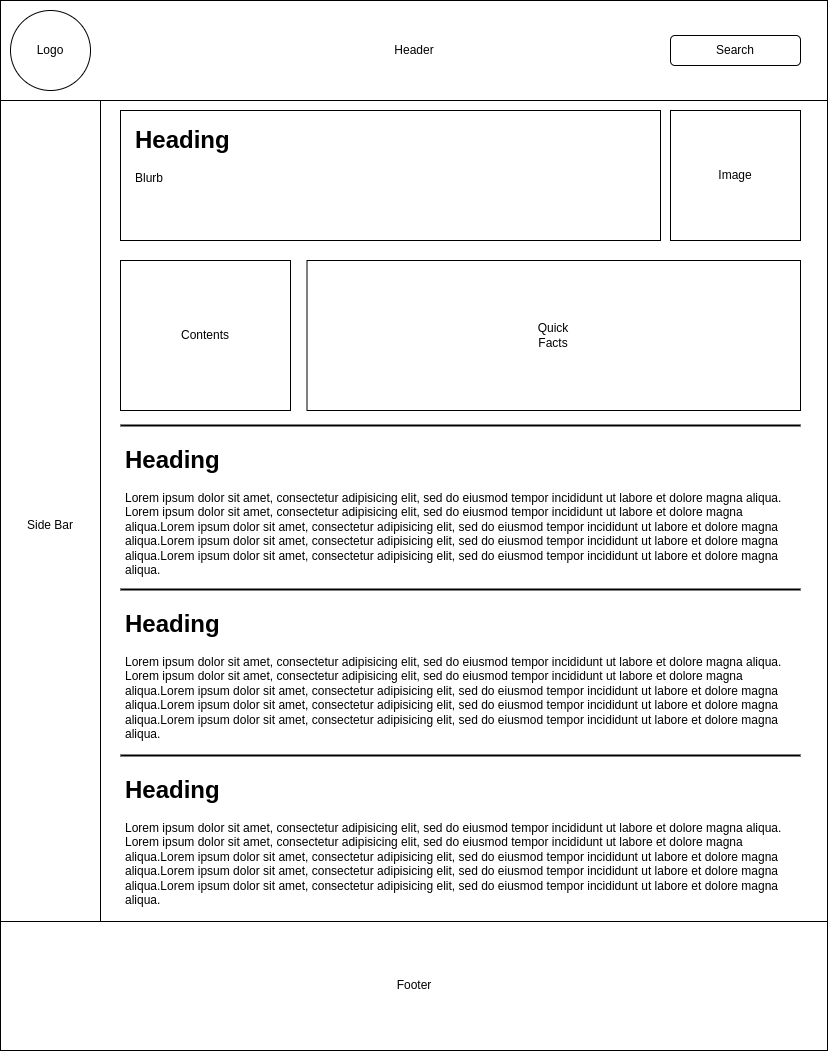 Logo
Header
Search
Heading
Blurb
Image
Contents
Quick
Facts
Side Bar
Heading
Lorem ipsum dolor sit amet, consectetur adipisicing elit, sed do eiusmod tempor incididunt ut labore et dolore magna aliqua.
Lorem ipsum dolor sit amet, consectetur adipisicing elit, sed do eiusmod tempor incididunt ut labore et dolore magna
aliqua.Lorem ipsum dolor sit amet, consectetur adipisicing elit, sed do eiusmod tempor incididunt ut labore et dolore magna
aliqua.Lorem ipsum dolor sit amet, consectetur adipisicing elit, sed do eiusmod tempor incididunt ut labore et dolore magna
aliqua.Lorem ipsum dolor sit amet, consectetur adipisicing elit, sed do eiusmod tempor incididunt ut labore et dolore magna
aliqua.
Heading
Lorem ipsum dolor sit amet, consectetur adipisicing elit, sed do eiusmod tempor incididunt ut labore et dolore magna aliqua.
Lorem ipsum dolor sit amet, consectetur adipisicing elit, sed do eiusmod tempor incididunt ut labore et dolore magna
aliqua.Lorem ipsum dolor sit amet, consectetur adipisicing elit, sed do eiusmod tempor incididunt ut labore et dolore magna
aliqua.Lorem ipsum dolor sit amet, consectetur adipisicing elit, sed do eiusmod tempor incididunt ut labore et dolore magna
aliqua.Lorem ipsum dolor sit amet, consectetur adipisicing elit, sed do eiusmod tempor incididunt ut labore et dolore magna
aliqua.
Heading
Lorem ipsum dolor sit amet, consectetur adipisicing elit, sed do eiusmod tempor incididunt ut labore et dolore magna aliqua.
Lorem ipsum dolor sit amet, consectetur adipisicing elit, sed do eiusmod tempor incididunt ut labore et dolore magna
aliqua.Lorem ipsum dolor sit amet, consectetur adipisicing elit, sed do eiusmod tempor incididunt ut labore et dolore magna
aliqua.Lorem ipsum dolor sit amet, consectetur adipisicing elit, sed do eiusmod tempor incididunt ut labore et dolore magna
aliqua.Lorem ipsum dolor sit amet, consectetur adipisicing elit, sed do eiusmod tempor incididunt ut labore et dolore magna
aliqua.
Footer